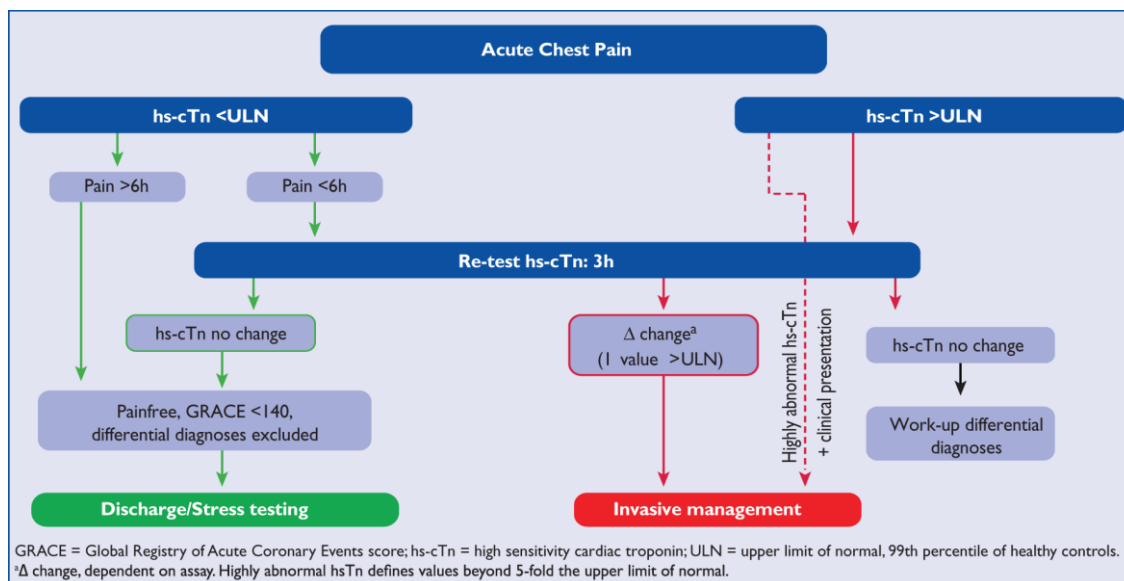 Acute Chest Pain
hs-cTn <ULN
hs-cTn >ULN
Pain >6h
Pain <6h
Re-test hs-cTn: 3h
hs-cTn no change
Δ changeᵃ
(1 value >ULN)
Highly abnormal hs-cTn
+ clinical presentation
hs-cTn no change
Painfree, GRACE <140,
differential diagnoses excluded
Work-up differential
diagnoses
Discharge/Stress testing
Invasive management
GRACE = Global Registry of Acute Coronary Events score; hs-cTn = high sensitivity cardiac troponin; ULN = upper limit of normal, 99th percentile of healthy controls.
ᵃΔ change, dependent on assay. Highly abnormal hsTn defines values beyond 5-fold the upper limit of normal.